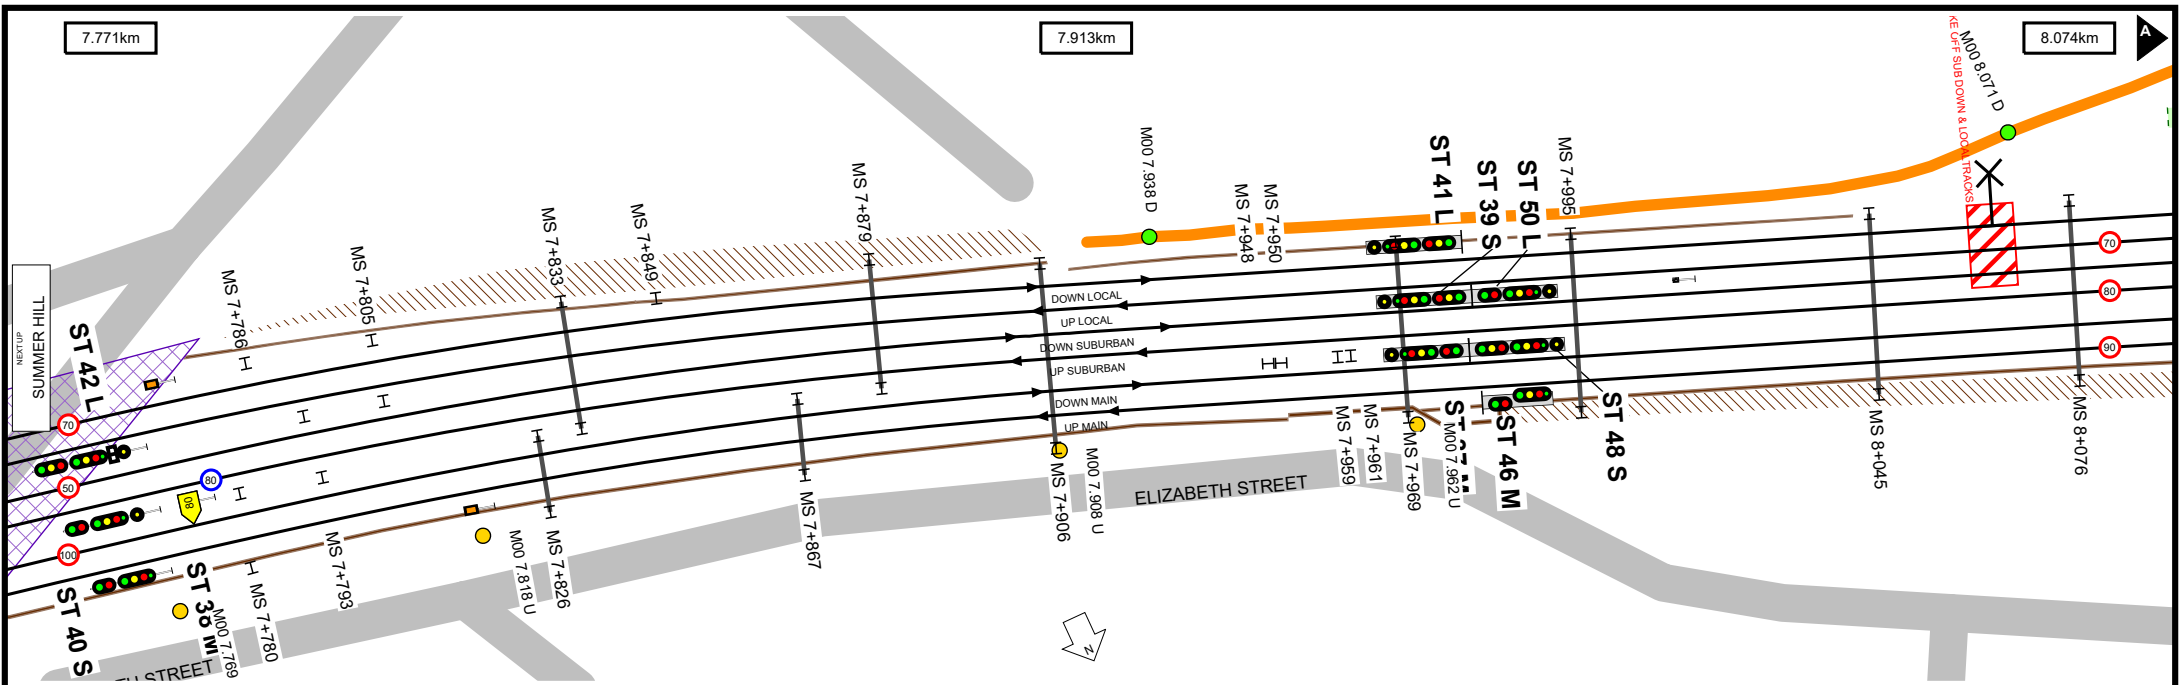 7.771km
7.913km
8.074km
A
M00 8.071 D
KE OFF SUB DOWN & LOCAL TRACKS
M00 7.938 D
MS 7+948
MS 7+950
ST 41 L
ST 39 S
ST 50 L
MS 7+995
MS 7+879
MS 7+849
MS 7+833
MS 7+805
MS 7+786
NEXT UP
SUMMER HILL
ST 42 L
DOWN LOCAL
UP LOCAL
DOWN SUBURBAN
UP SUBURBAN
DOWN MAIN
UP MAIN
70
80
90
70
50
80
80
100
ST 40 S
ST 38 M
M00 7.769
MS 7+780
MS 7+793
M00 7.818 U
MS 7+826
MS 7+867
MS 7+906
M00 7.908 U
ELIZABETH STREET
MS 7+959
MS 7+961
MS 7+969
M00 7.962 U
ST 46 M
ST 48 S
MS 8+045
MS 8+076
TH STREET
N